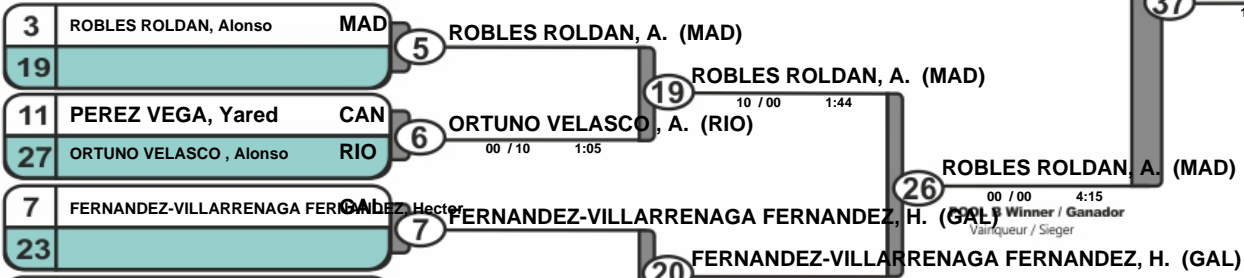 37
3 ROBLES ROLDAN, Alonso MAD
19
5 ROBLES ROLDAN, A. (MAD)
19 ROBLES ROLDAN, A. (MAD)
10 / 00 1:44
11 PEREZ VEGA, Yared CAN
27 ORTUNO VELASCO , Alonso RIO
6 ORTUNO VELASCO , A. (RIO)
00 / 10 1:05
26 ROBLES ROLDAN, A. (MAD)
00 / 00 4:15
POOL B Winner / Ganador
Vainqueur / Sieger
7 FERNANDEZ-VILLARRENAGA FERNANDEZ, Hector GAL
23
7 FERNANDEZ-VILLARRENAGA FERNANDEZ, H. (GAL)
20 FERNANDEZ-VILLARRENAGA FERNANDEZ, H. (GAL)